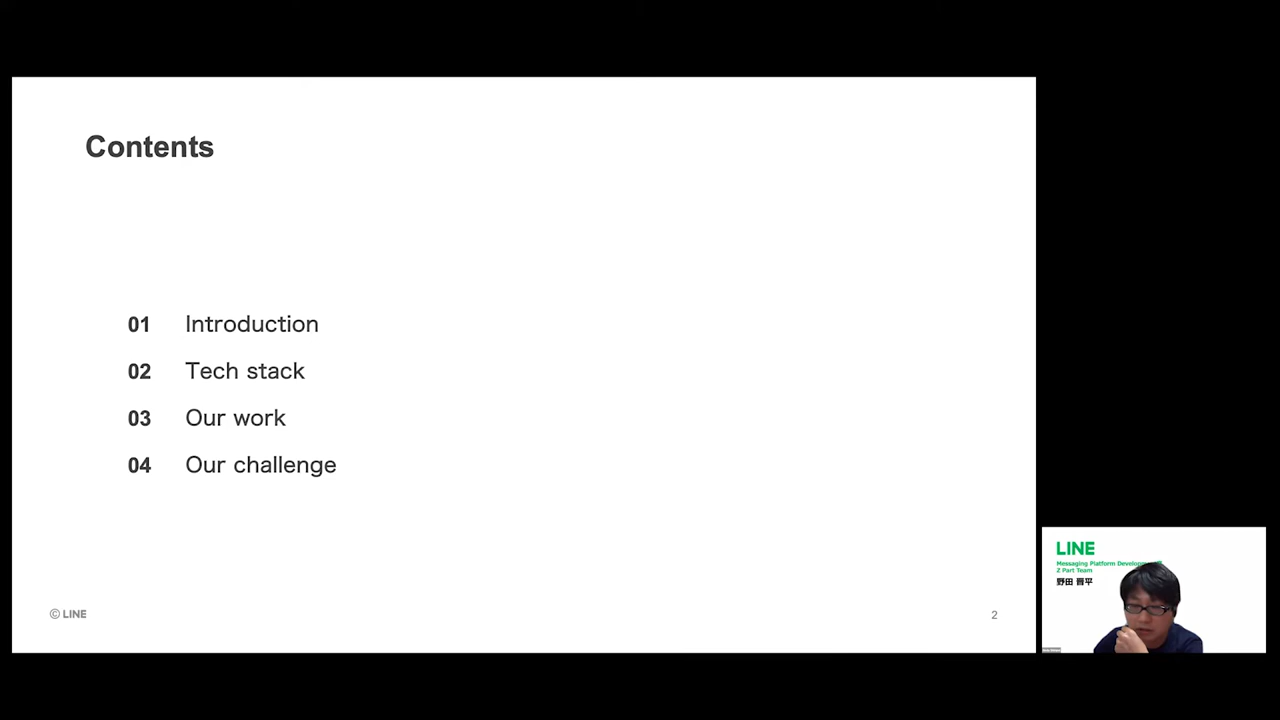 Contents
01 Introduction
02 Tech stack
03 Our work
04 Our challenge
© LINE
2
LINE
Messaging Platform Develop
Z Part Team
野田 晋平